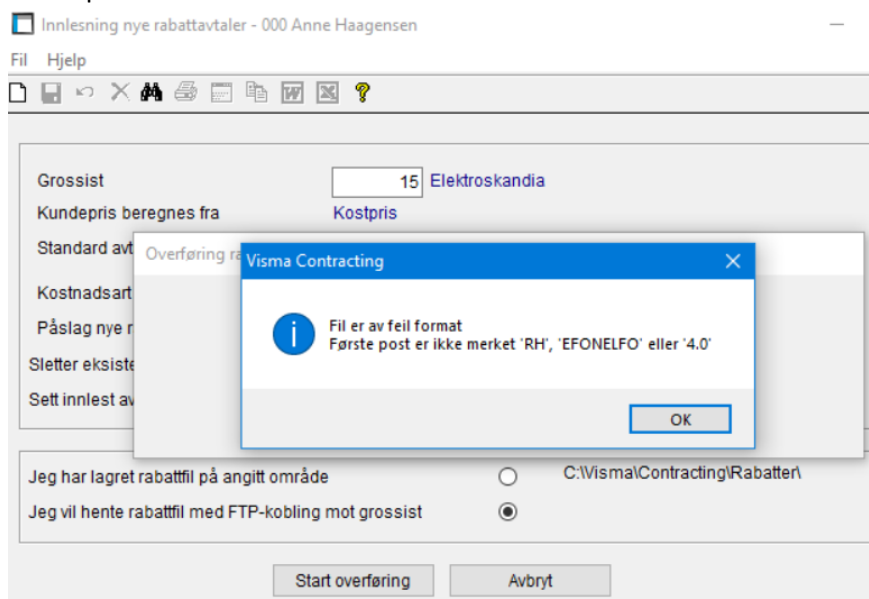 Innlesning nye rabattavtaler - 000 Anne Haagensen
Fil Hjelp
Grossist 15 Elektroskandia
Kundepris beregnes fra Kostpris
Standard avt
Overføring ra
Visma Contracting
Kostnadsart
Påslag nye r
Sletter eksiste
Sett innlest av
Fil er av feil format
Første post er ikke merket 'RH', 'EFONELFO' eller '4.0'
OK
Jeg har lagret rabattfil på angitt område C:\Visma\Contracting\Rabatter\
Jeg vil hente rabattfil med FTP-kobling mot grossist
Start overføring Avbryt